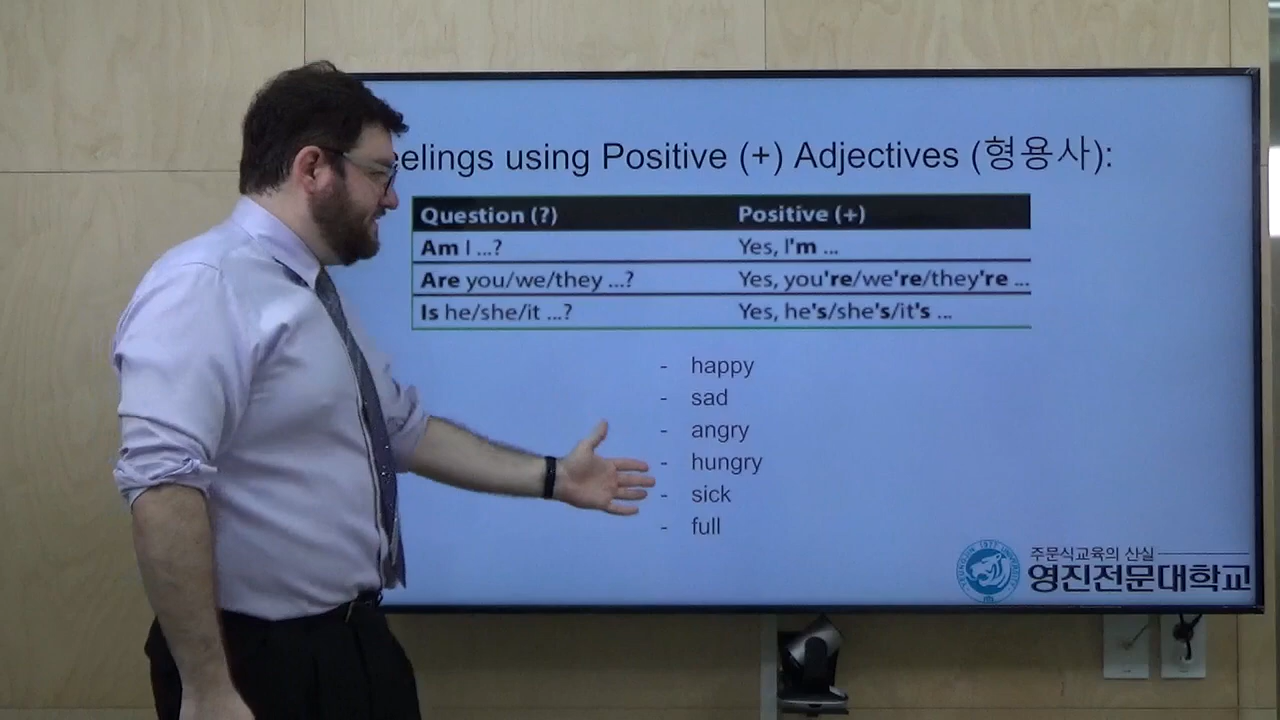 eelings using Positive (+) Adjectives (형용사):
Question (?) Positive (+)
Am I ...? Yes, I'm ...
Are you/we/they ...? Yes, you're/we're/they're ...
Is he/she/it ...? Yes, he's/she's/it's ...
- happy
- sad
- angry
- hungry
- sick
- full
주문식교육의 산실
영진전문대학교